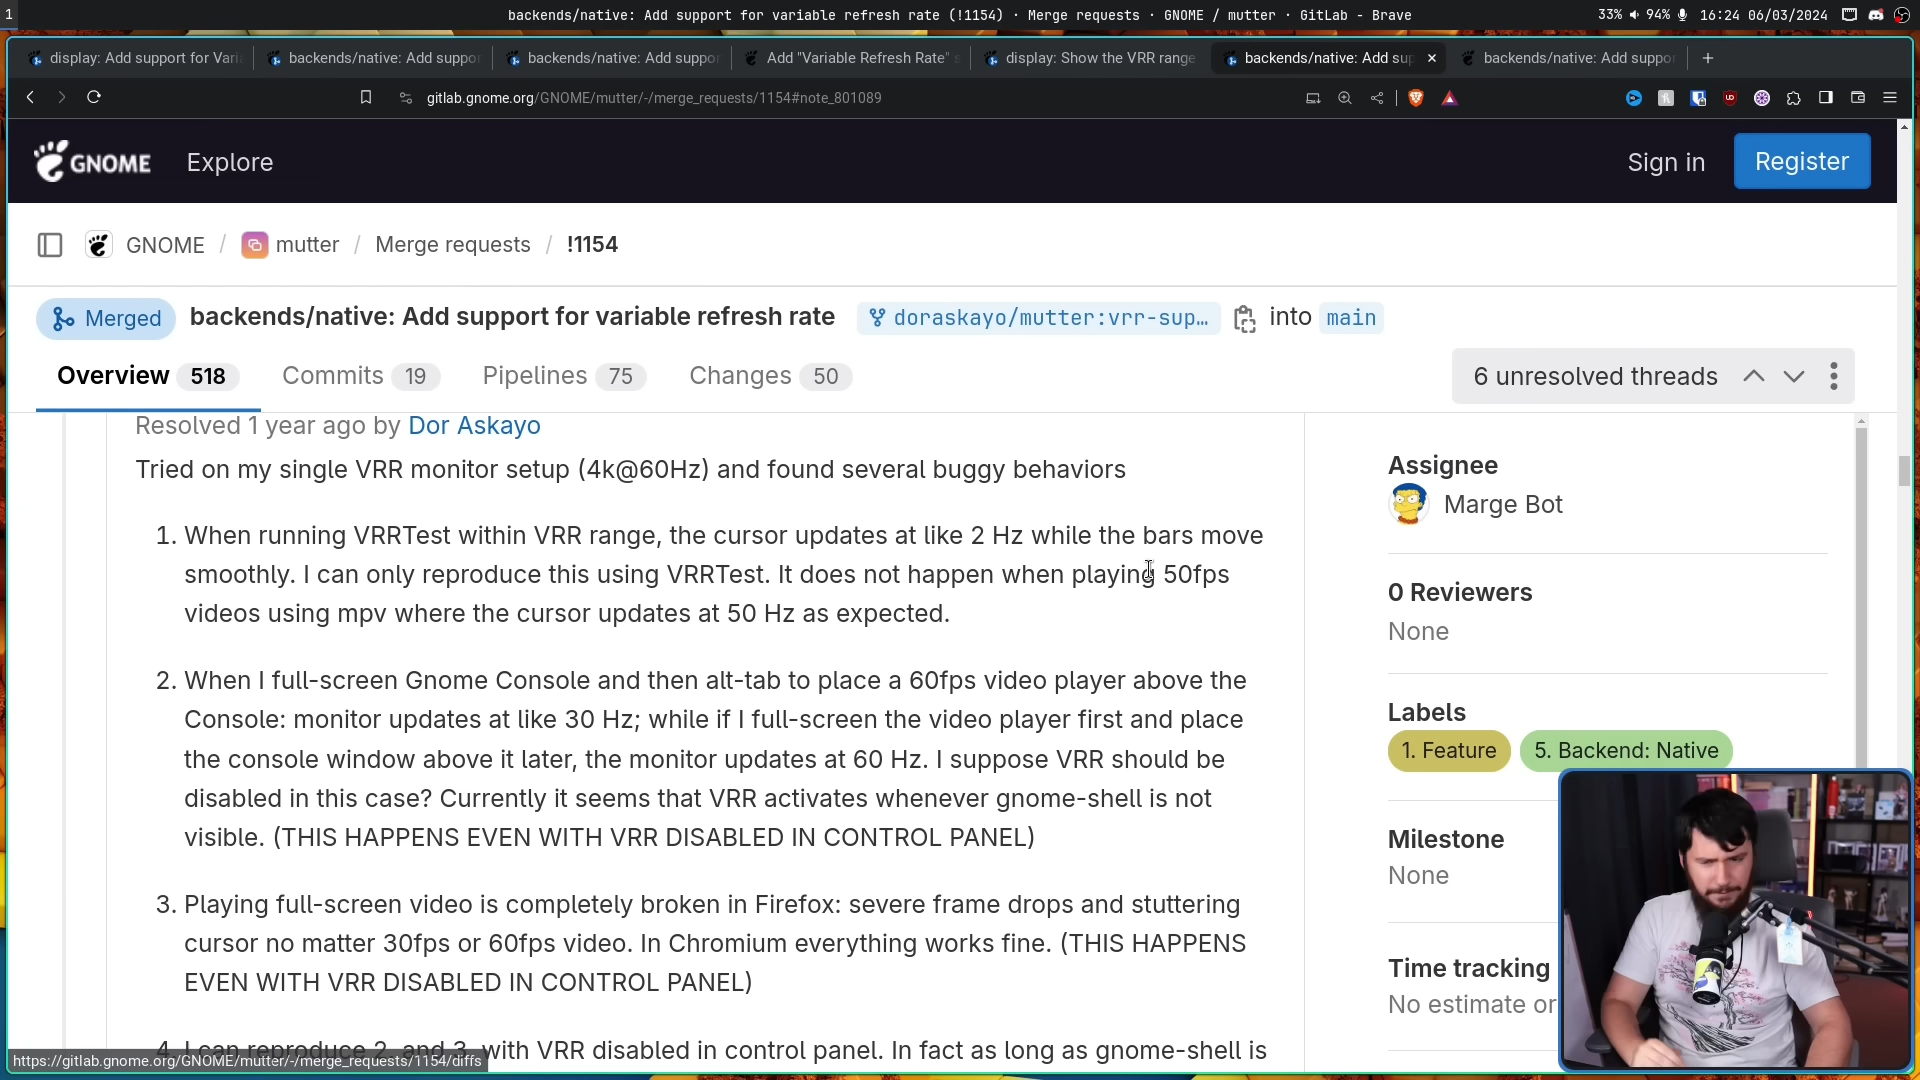 1
backends/native: Add support for variable refresh rate (!1154) · Merge requests · GNOME / mutter · GitLab - Brave
33% 94% 16:24 06/03/2024
display: Add support for Vari
backends/native: Add suppor
backends/native: Add suppor
Add "Variable Refresh Rate" s
display: Show the VRR range
backends/native: Add sup
backends/native: Add suppor
gitlab.gnome.org/GNOME/mutter/-/merge_requests/1154#note_801089
GNOME Explore
Sign in
Register
GNOME / mutter / Merge requests / !1154
Merged backends/native: Add support for variable refresh rate doraskayo/mutter:vrr-sup… into main
Overview 518 Commits 19 Pipelines 75 Changes 50
6 unresolved threads
Resolved 1 year ago by Dor Askayo
Tried on my single VRR monitor setup (4k@60Hz) and found several buggy behaviors
1. When running VRRTest within VRR range, the cursor updates at like 2 Hz while the bars move
smoothly. I can only reproduce this using VRRTest. It does not happen when playing 50fps
videos using mpv where the cursor updates at 50 Hz as expected.
2. When I full-screen Gnome Console and then alt-tab to place a 60fps video player above the
Console: monitor updates at like 30 Hz; while if I full-screen the video player first and place
the console window above it later, the monitor updates at 60 Hz. I suppose VRR should be
disabled in this case? Currently it seems that VRR activates whenever gnome-shell is not
visible. (THIS HAPPENS EVEN WITH VRR DISABLED IN CONTROL PANEL)
3. Playing full-screen video is completely broken in Firefox: severe frame drops and stuttering
cursor no matter 30fps or 60fps video. In Chromium everything works fine. (THIS HAPPENS
EVEN WITH VRR DISABLED IN CONTROL PANEL)
4. I can reproduce 2. and 3. with VRR disabled in control panel. In fact as long as gnome-shell is
Assignee
Marge Bot
0 Reviewers
None
Labels
1. Feature 5. Backend: Native
Milestone
None
Time tracking
No estimate or
https://gitlab.gnome.org/GNOME/mutter/-/merge_requests/1154/diffs